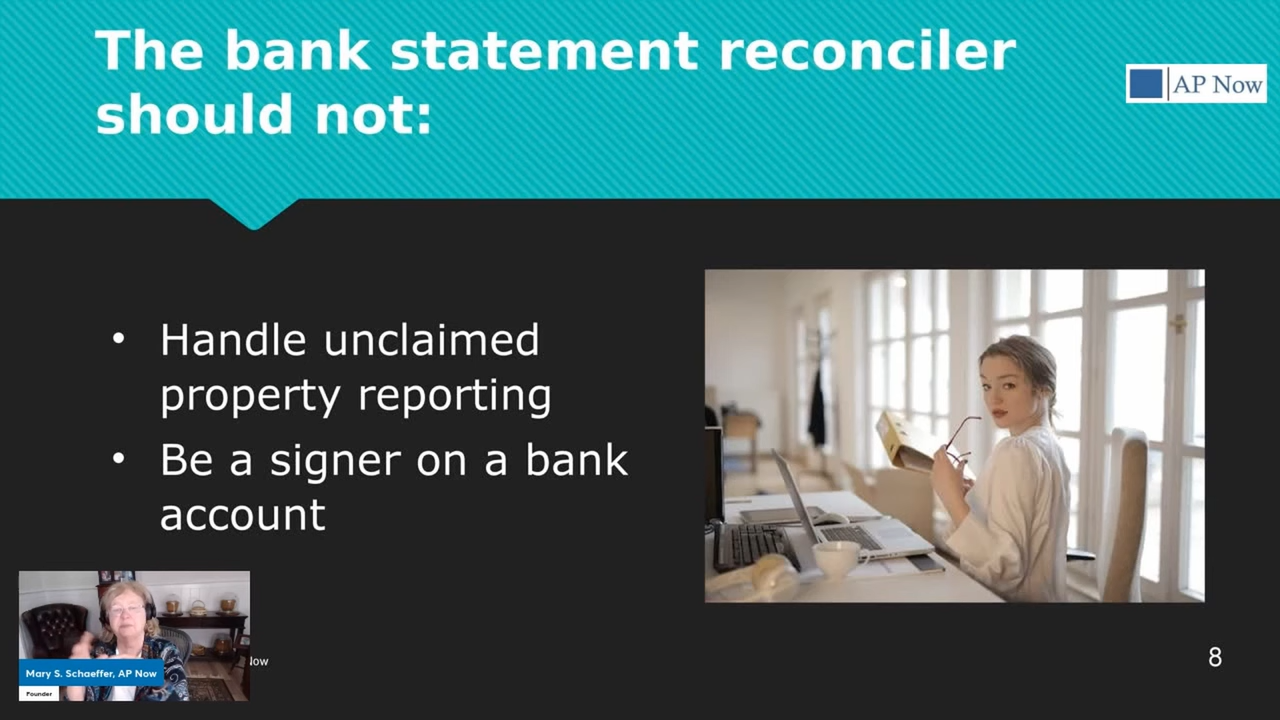 The bank statement reconciler
should not:
AP Now
• Handle unclaimed
property reporting
• Be a signer on a bank
account
Mary S. Schaeffer, AP Now
Founder
Now
8